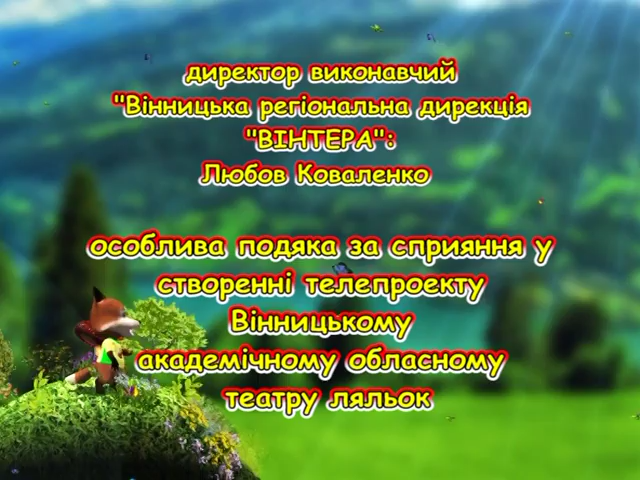 директор виконавчий
"Вінницька регіональна дирекція
"ВІНТЕРА":
Любов Коваленко
особлива подяка за сприяння у
створенні телепроекту
Вінницькому
академічному обласному
театру ляльок